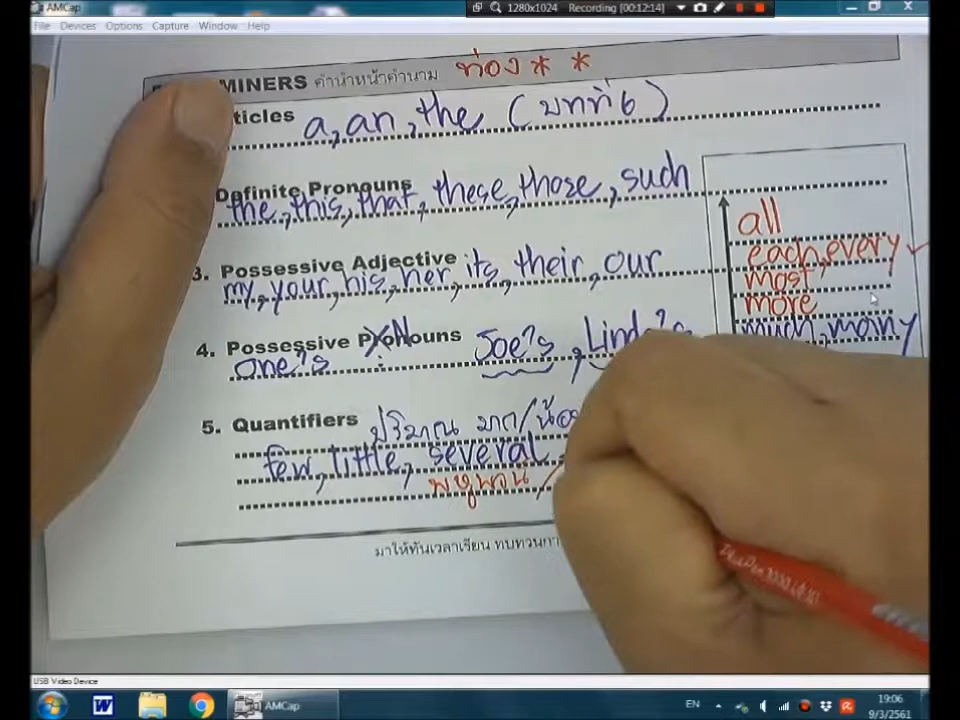 AMCap
1280x1024 Recording [00:12:14]
File Devices Options Capture Window Help
MINERS คำนำหน้าคำนาม ท่อง * *
ticles a, an, the (บทที่ 6)
Definite Pronouns
the, this, that, these, those, such
3. Possessive Adjective
my, your, his, her, its, their, our
4. Possessive Nouns Joe's,
one's
5. Quantifiers ปริมาณ มาก/น้อย
few, little, several
พหูพจน์ /
all
each, every
most
more
much, many
มาให้ทันเวลาเรียน ทบทวน
USB Video Device
AMCap
EN
19:06
9/3/2561